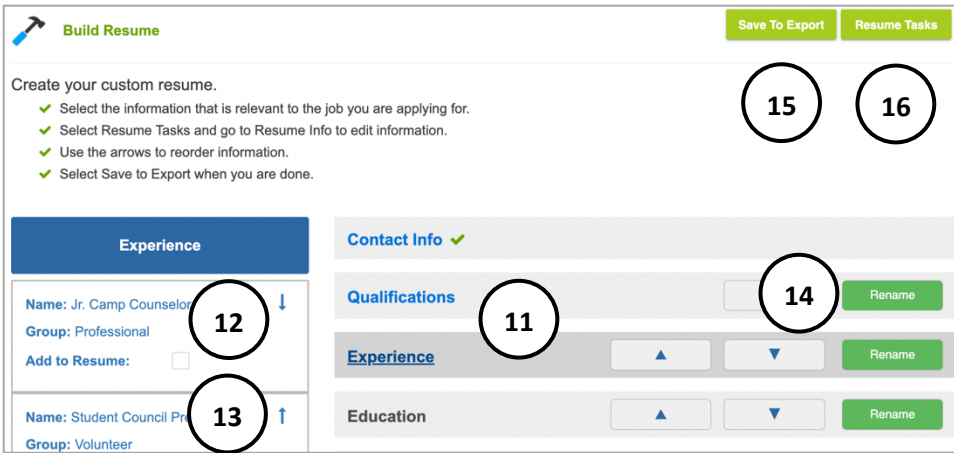 Build Resume
Save To Export
Resume Tasks
15
16
Create your custom resume.
Select the information that is relevant to the job you are applying for.
Select Resume Tasks and go to Resume Info to edit information.
Use the arrows to reorder information.
Select Save to Export when you are done.
Experience
Name: Jr. Camp Counselor
Group: Professional
Add to Resume:
12
Name: Student Council
Group: Volunteer
13
Contact Info
Qualifications
11
14
Rename
Experience
Rename
Education
Rename